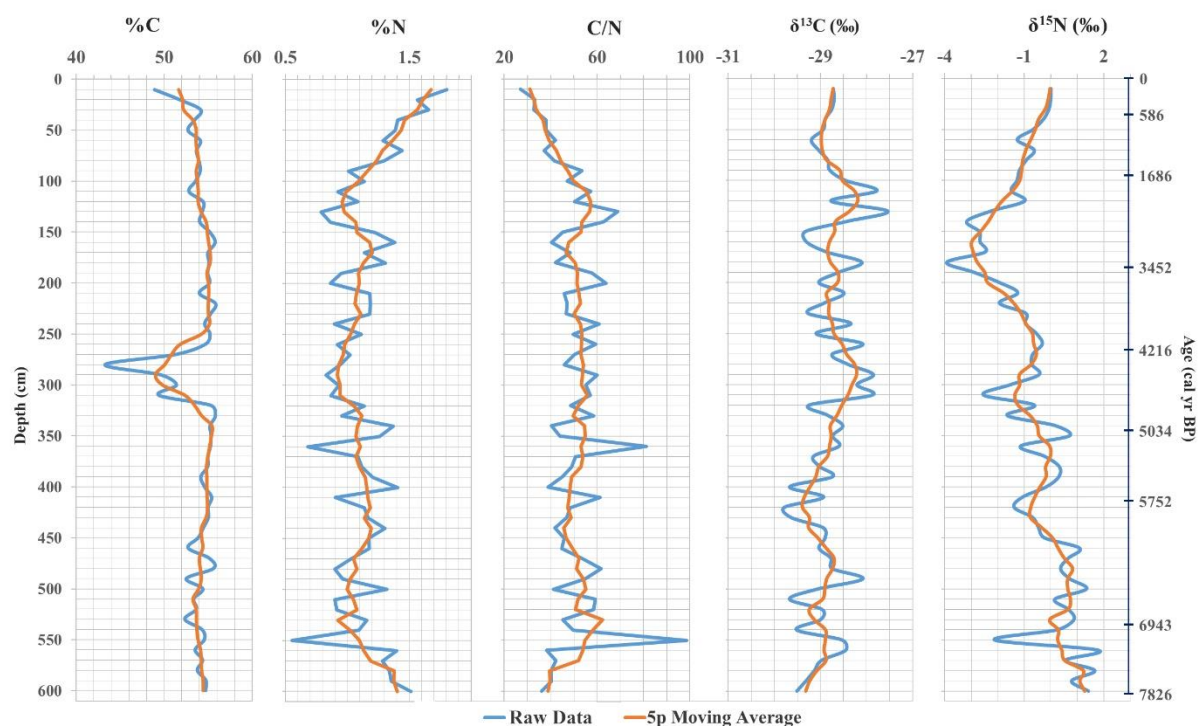 %C %N C/N δ¹³C (‰) δ¹⁵N (‰)
40 50 60 0.5 1.5 20 60 100 -31 -29 -27 -4 -1 2
0 0
50 586
100 1686
150
200 3452
250 4216
300
350 5034
400 5752
450
500
550 6943
600 7826
Depth (cm)
Age (cal yr BP)
Raw Data 5p Moving Average